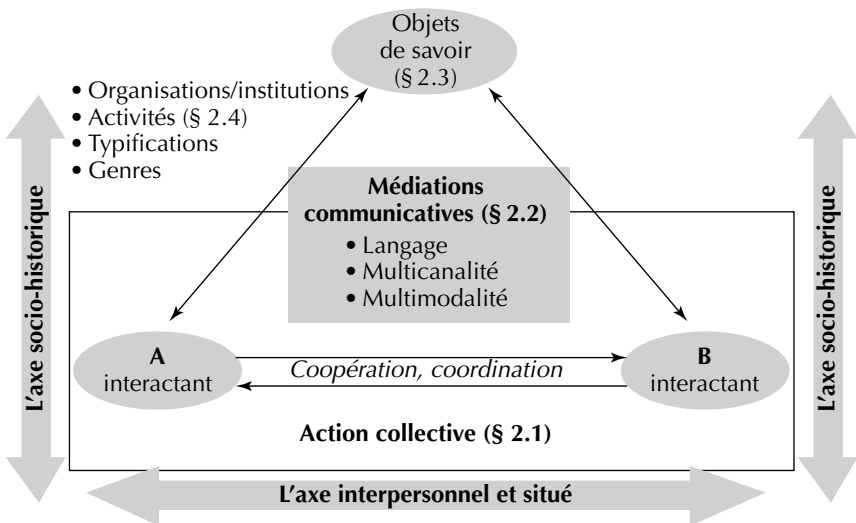 Objets
de savoir
(§ 2.3)
• Organisations/institutions
• Activités (§ 2.4)
• Typifications
• Genres
L'axe socio-historique
Médiations
communicatives (§ 2.2)
• Langage
• Multicanalité
• Multimodalité
L'axe socio-historique
A
interactant
Coopération, coordination
B
interactant
Action collective (§ 2.1)
L'axe interpersonnel et situé